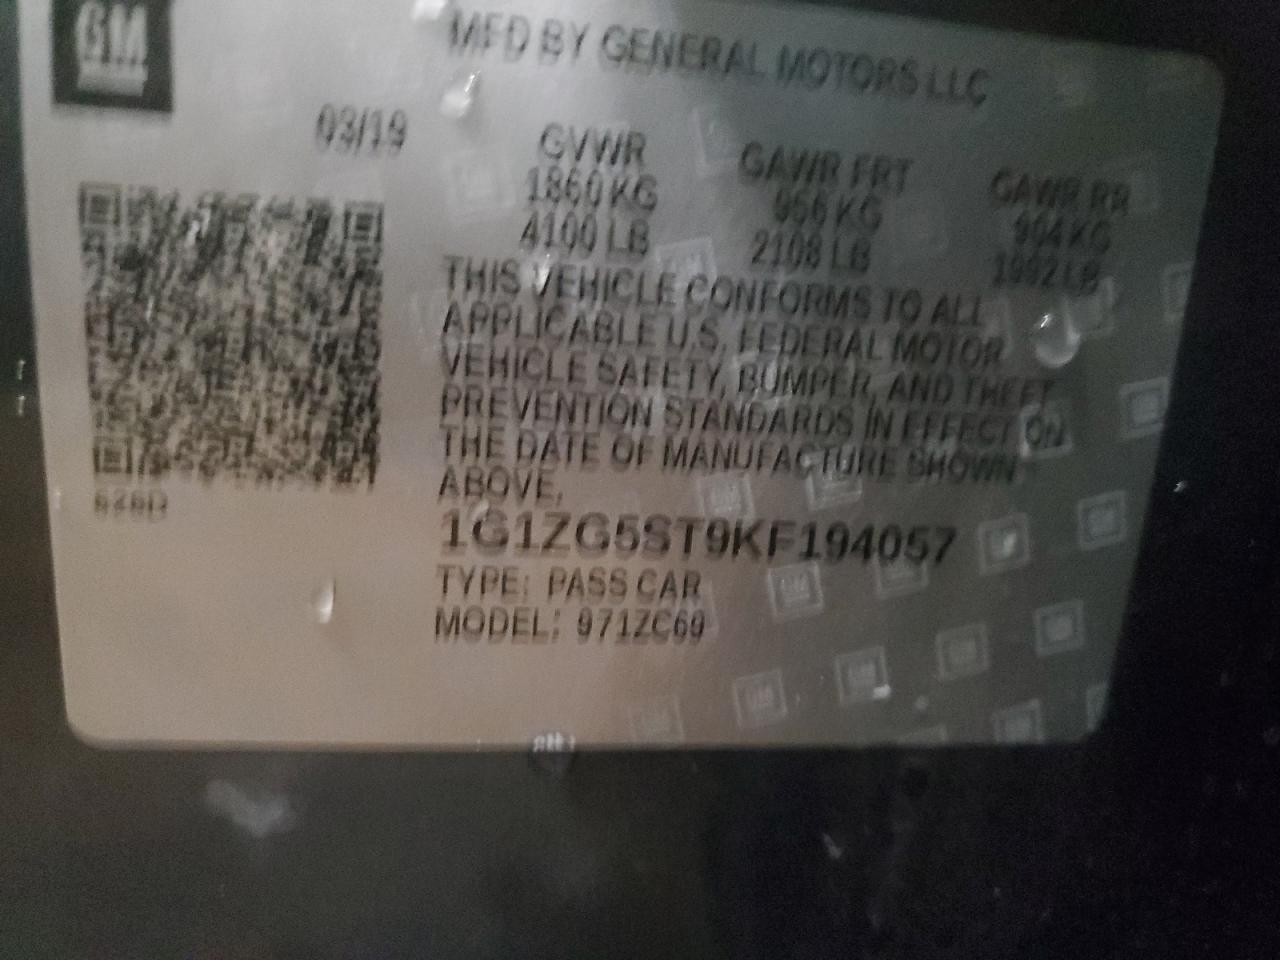 GM
MFD BY GENERAL MOTORS LLC
03/19
GVWR GAWR FRT GAWR RR
1860 KG 956 KG 904 KG
4100 LB 2108 LB 1992 LB
THIS VEHICLE CONFORMS TO ALL
APPLICABLE U.S. FEDERAL MOTOR
VEHICLE SAFETY, BUMPER, AND THEFT
PREVENTION STANDARDS IN EFFECT ON
THE DATE OF MANUFACTURE SHOWN
ABOVE.
1G1ZG5ST9KF194057
TYPE: PASS CAR
MODEL: 971ZC69